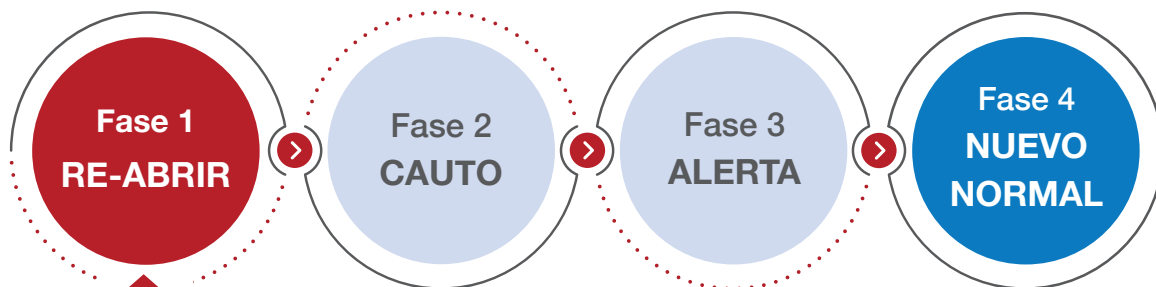 Fase 1
RE-ABRIR
Fase 2
CAUTO
Fase 3
ALERTA
Fase 4
NUEVO
NORMAL